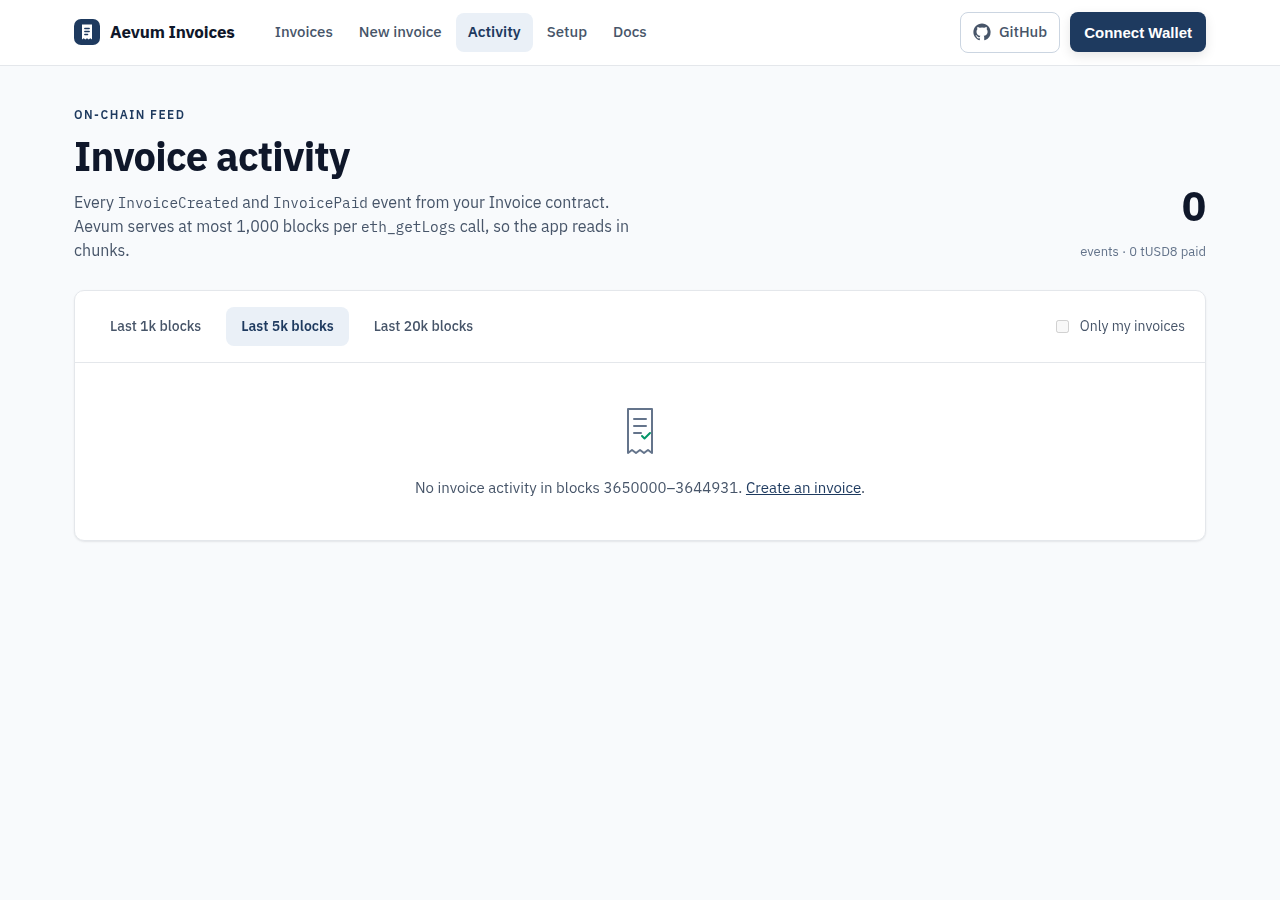 Aevum Invoices
Invoices
New invoice
Activity
Setup
Docs
GitHub
Connect Wallet
ON-CHAIN FEED
Invoice activity
Every InvoiceCreated and InvoicePaid event from your Invoice contract.
Aevum serves at most 1,000 blocks per eth_getLogs call, so the app reads in
chunks.
0
events · 0 tUSD8 paid
Last 1k blocks
Last 5k blocks
Last 20k blocks
Only my invoices
No invoice activity in blocks 3650000–3644931. Create an invoice.